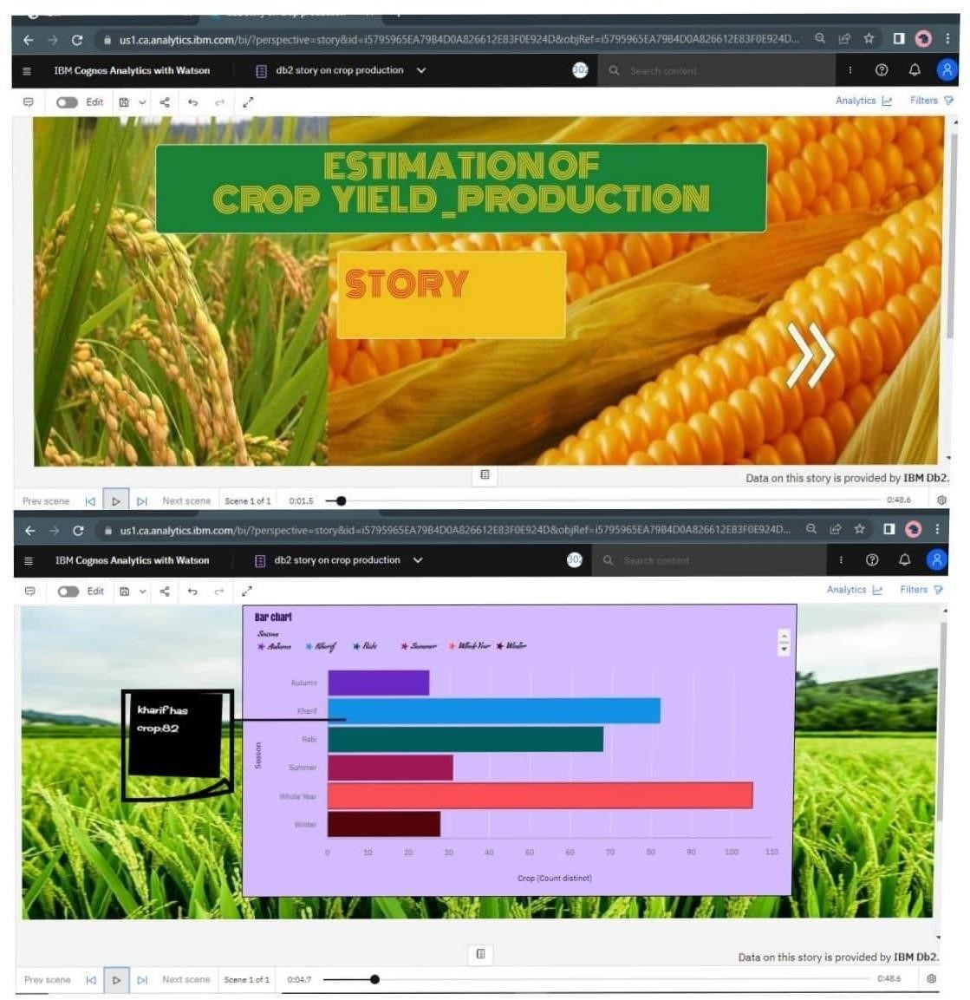 us1.ca.analytics.ibm.com/bi/?perspective=story&id=i5795965EA79B4D0A826612E83F0E924D&objRef=i5795965EA79B4D0A826612E83F0E924D...
IBM Cognos Analytics with Watson db2 story on crop production 302 Search content
Edit Analytics Filters
ESTIMATION OF
CROP YIELD_PRODUCTION
STORY
Data on this story is provided by IBM Db2.
Prev scene Next scene Scene 1 of 1 0:01.5 0:48.6
us1.ca.analytics.ibm.com/bi/?perspective=story&id=i5795965EA79B4D0A826612E83F0E924D&objRef=i5795965EA79B4D0A826612E83F0E924D...
IBM Cognos Analytics with Watson db2 story on crop production 302 Search content
Edit Analytics Filters
Bar chart
Season
Autumn Kharif Rabi Summer Whole Year Winter
Autumn
kharif has
crop:82
Kharif
Rabi
Season
Summer
Whole Year
Winter
0 10 20 30 40 50 60 70 80 90 100 110
Crop (Count distinct)
Data on this story is provided by IBM Db2.
Prev scene Next scene Scene 1 of 1 0:04.7 0:48.6